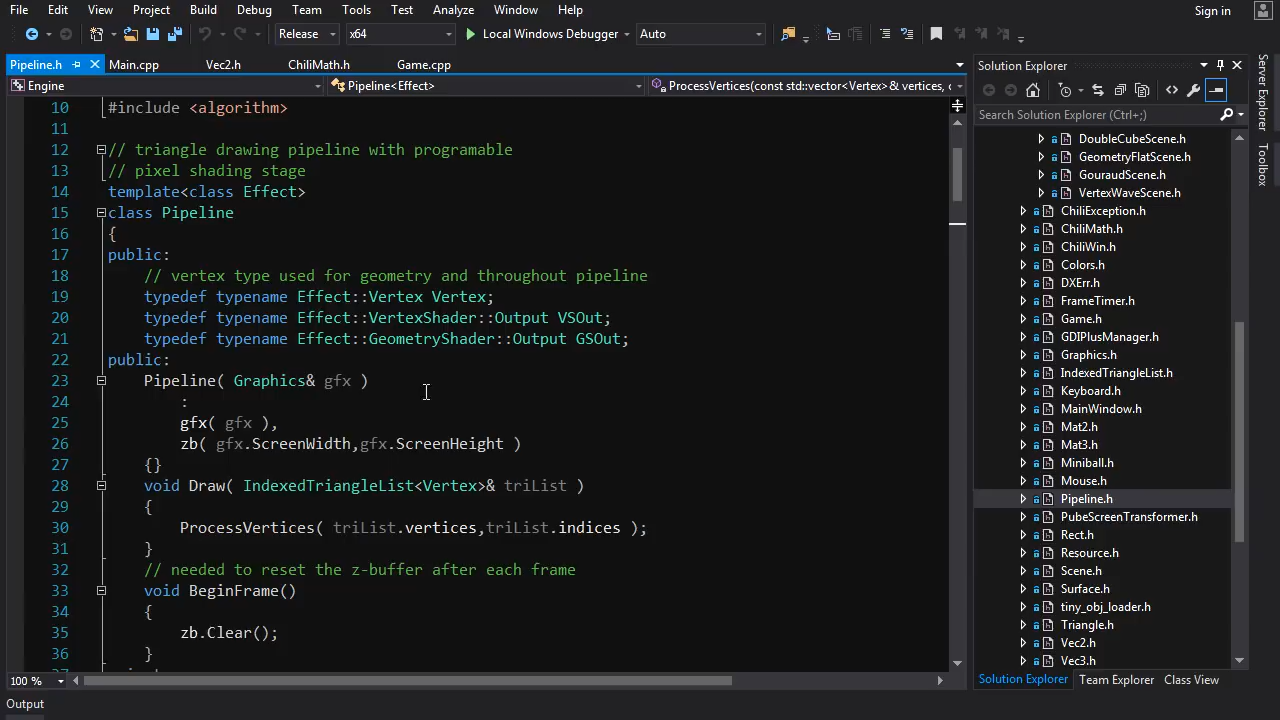 File Edit View Project Build Debug Team Tools Test Analyze Window Help Sign in
Release x64 Local Windows Debugger Auto
Pipeline.h Main.cpp Vec2.h ChiliMath.h Game.cpp
Engine Pipeline<Effect> ProcessVertices(const std::vector<Vertex>& vertices, c
10 #include <algorithm>
11
12 // triangle drawing pipeline with programable
13 // pixel shading stage
14 template<class Effect>
15 class Pipeline
16 {
17 public:
18 // vertex type used for geometry and throughout pipeline
19 typedef typename Effect::Vertex Vertex;
20 typedef typename Effect::VertexShader::Output VSOut;
21 typedef typename Effect::GeometryShader::Output GSOut;
22 public:
23 Pipeline( Graphics& gfx )
24 :
25 gfx( gfx ),
26 zb( gfx.ScreenWidth,gfx.ScreenHeight )
27 {}
28 void Draw( IndexedTriangleList<Vertex>& triList )
29 {
30 ProcessVertices( triList.vertices,triList.indices );
31 }
32 // needed to reset the z-buffer after each frame
33 void BeginFrame()
34 {
35 zb.Clear();
36 }
100 %
Output
Solution Explorer
Search Solution Explorer (Ctrl+;)
DoubleCubeScene.h
GeometryFlatScene.h
GouraudScene.h
VertexWaveScene.h
ChiliException.h
ChiliMath.h
ChiliWin.h
Colors.h
DXErr.h
FrameTimer.h
Game.h
GDIPlusManager.h
Graphics.h
IndexedTriangleList.h
Keyboard.h
MainWindow.h
Mat2.h
Mat3.h
Miniball.h
Mouse.h
Pipeline.h
PubeScreenTransformer.h
Rect.h
Resource.h
Scene.h
Surface.h
tiny_obj_loader.h
Triangle.h
Vec2.h
Vec3.h
Solution Explorer Team Explorer Class View
Server Explorer
Toolbox